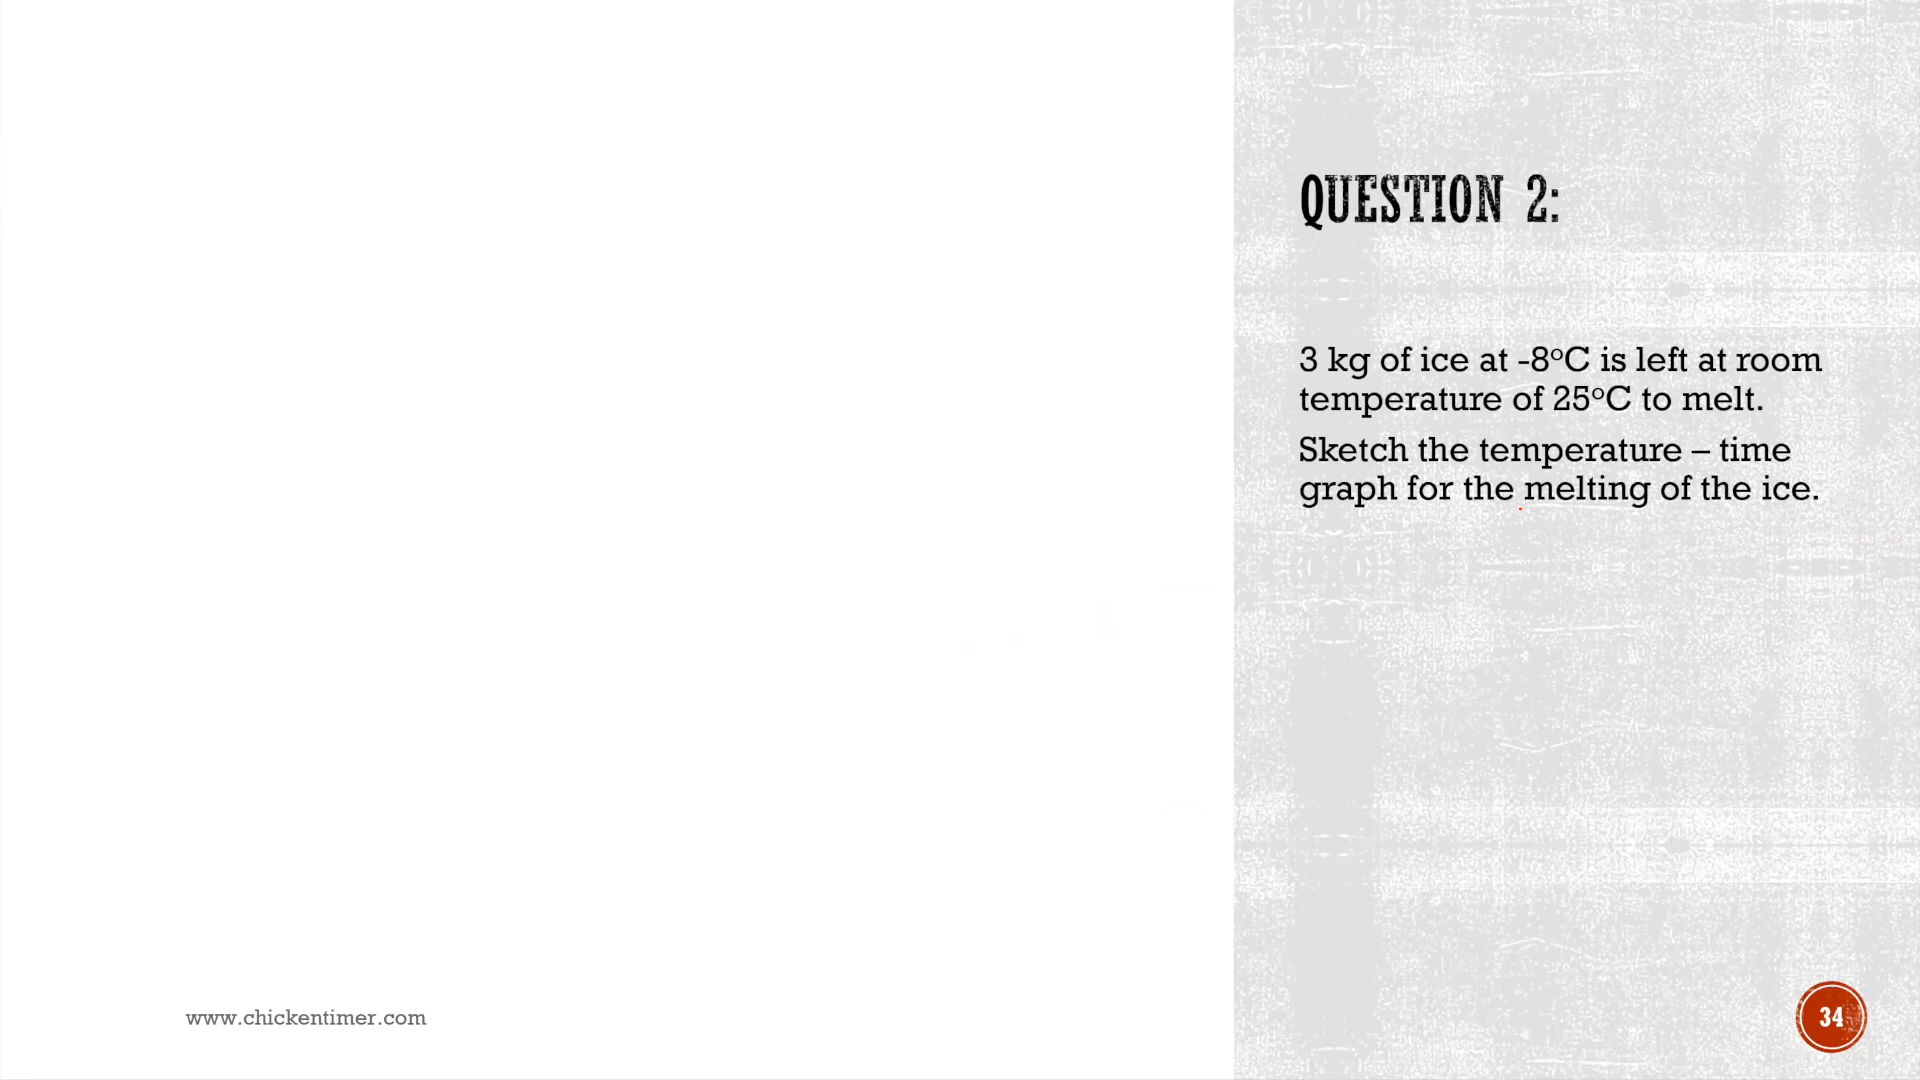 QUESTION 2:
3 kg of ice at -8°C is left at room
temperature of 25°C to melt.
Sketch the temperature – time
graph for the melting of the ice.
www.chickentimer.com
34